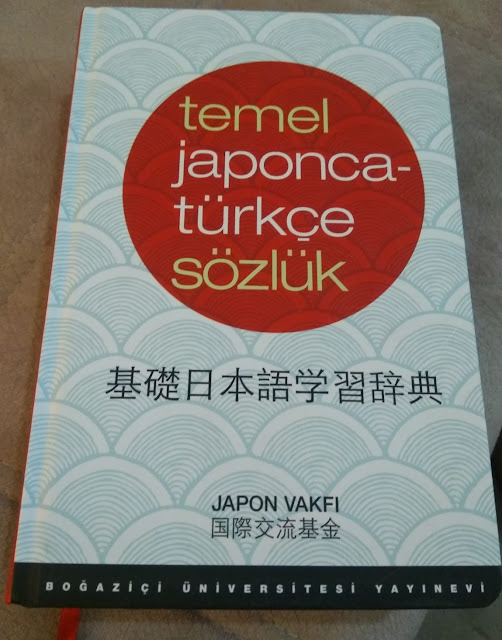 temel
japonca-
türkçe
sözlük
基礎日本語学習辞典
JAPON VAKFI
国際交流基金
BOĞAZİÇİ ÜNİVERSİTESİ YAYINEVİ